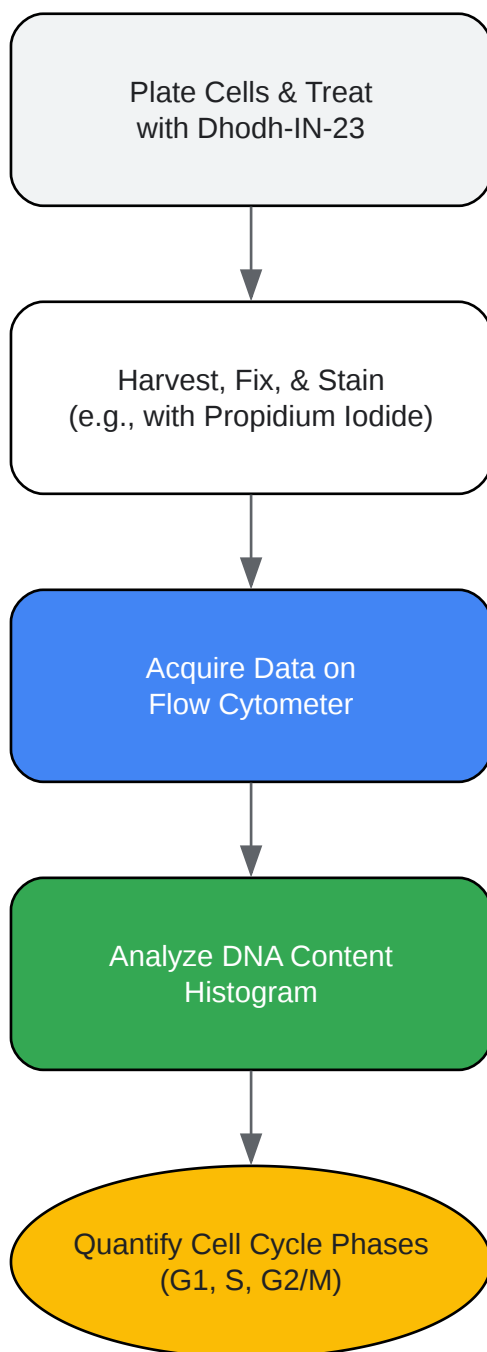 Plate Cells & Treat
with Dhodh-IN-23
Harvest, Fix, & Stain
(e.g., with Propidium Iodide)
Acquire Data on
Flow Cytometer
Analyze DNA Content
Histogram
Quantify Cell Cycle Phases
(G1, S, G2/M)